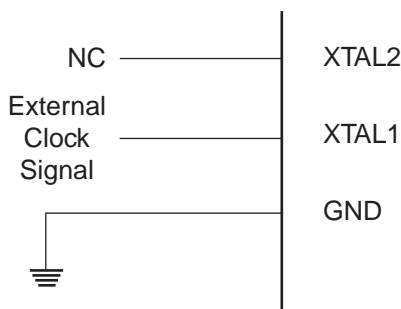 NC
XTAL2
External
Clock
Signal
XTAL1
GND